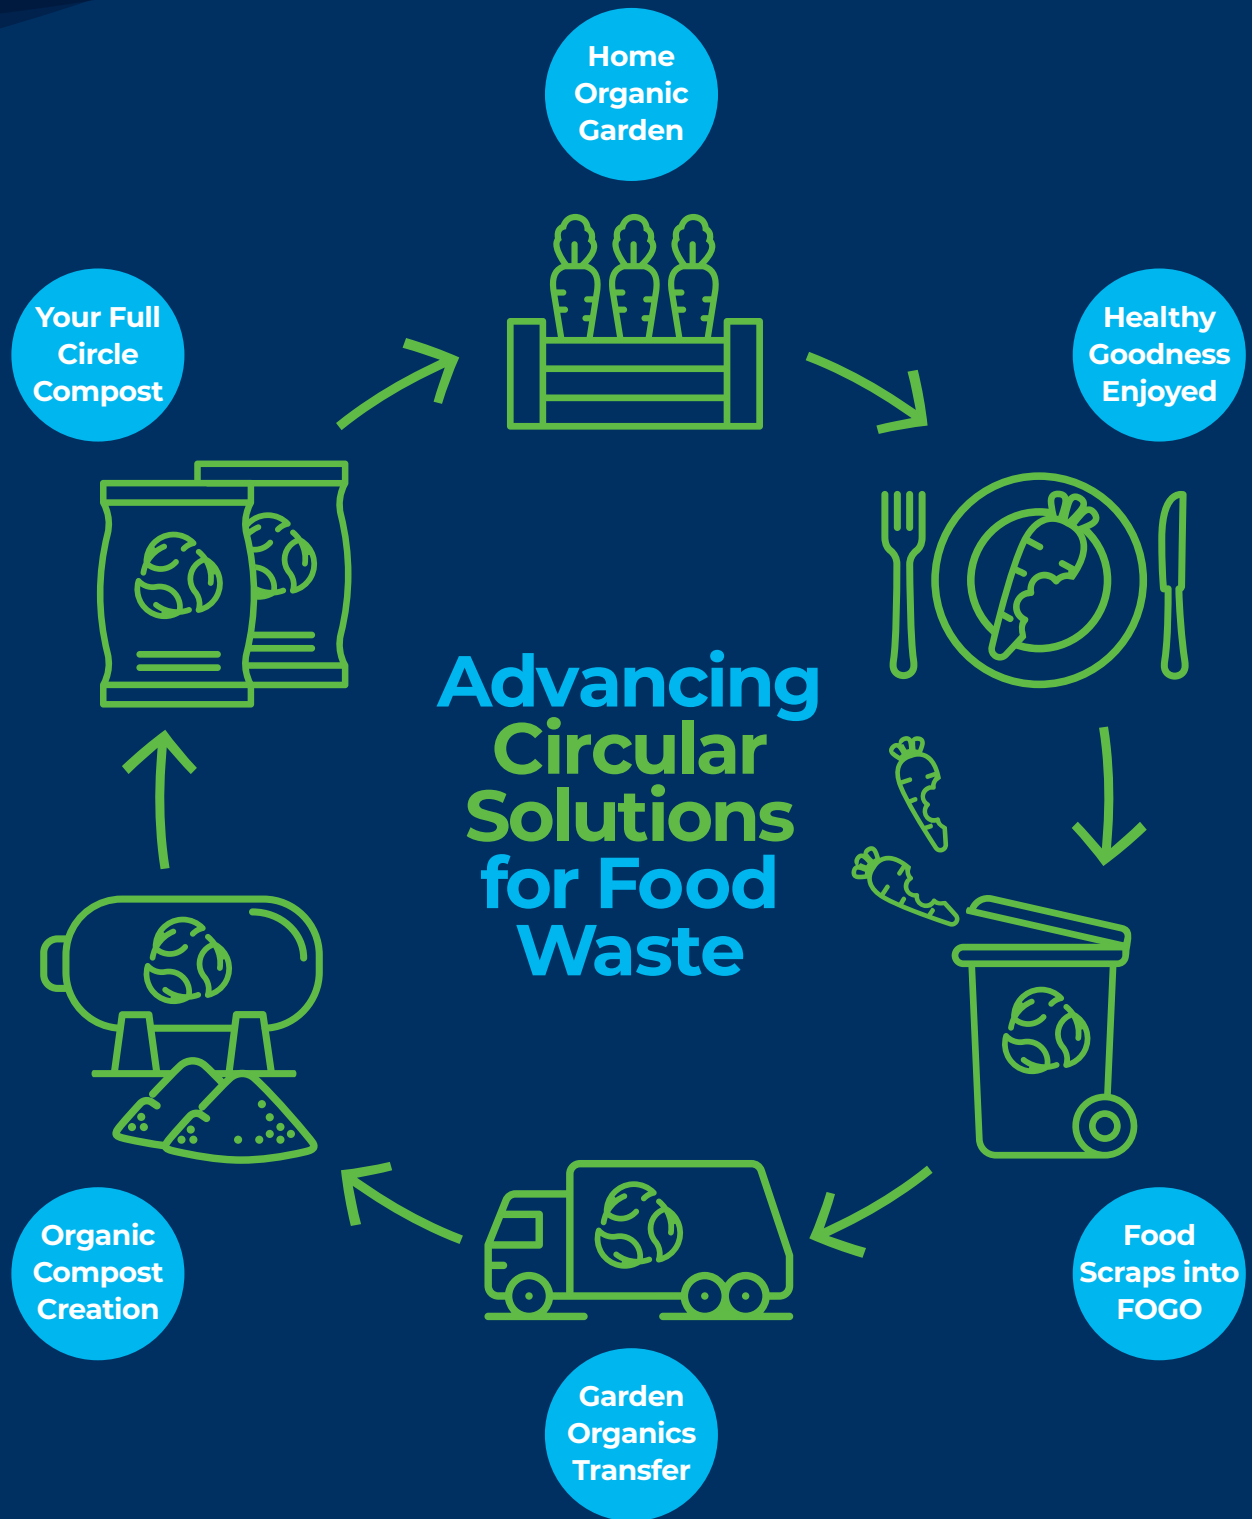 Home
Organic
Garden
Your Full
Circle
Compost
Healthy
Goodness
Enjoyed
Advancing
Circular
Solutions
for Food
Waste
Organic
Compost
Creation
Food
Scraps into
FOGO
Garden
Organics
Transfer